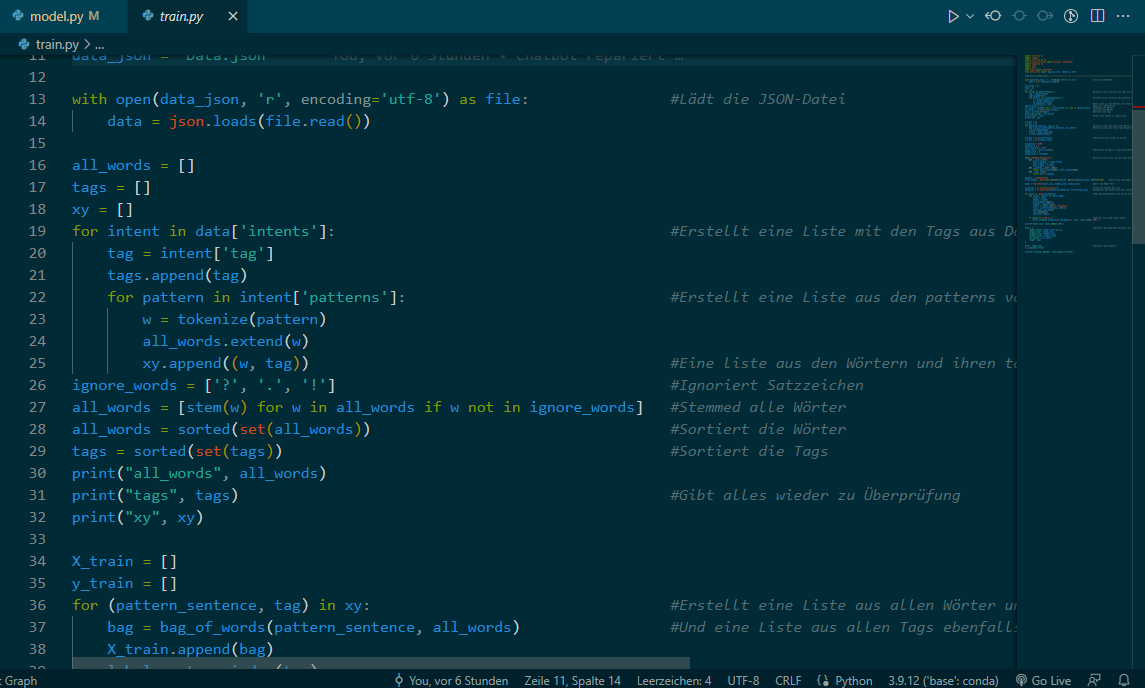 model.py M
train.py
train.py > ...
11 data_json = "Data.json" You, vor 6 Stunden • Chatbot repariert …
12
13 with open(data_json, 'r', encoding='utf-8') as file: #Lädt die JSON-Datei
14 data = json.loads(file.read())
15
16 all_words = []
17 tags = []
18 xy = []
19 for intent in data['intents']: #Erstellt eine Liste mit den Tags aus Da
20 tag = intent['tag']
21 tags.append(tag)
22 for pattern in intent['patterns']: #Erstellt eine Liste aus den patterns vo
23 w = tokenize(pattern)
24 all_words.extend(w)
25 xy.append((w, tag)) #Eine liste aus den Wörtern und ihren ta
26 ignore_words = ['?', '.', '!'] #Ignoriert Satzzeichen
27 all_words = [stem(w) for w in all_words if w not in ignore_words] #Stemmed alle Wörter
28 all_words = sorted(set(all_words)) #Sortiert die Wörter
29 tags = sorted(set(tags)) #Sortiert die Tags
30 print("all_words", all_words)
31 print("tags", tags) #Gibt alles wieder zu Überprüfung
32 print("xy", xy)
33
34 X_train = []
35 y_train = []
36 for (pattern_sentence, tag) in xy: #Erstellt eine Liste aus allen Wörter un
37 bag = bag_of_words(pattern_sentence, all_words) #Und eine Liste aus allen Tags ebenfalls
38 X_train.append(bag)
Graph You, vor 6 Stunden Zeile 11, Spalte 14 Leerzeichen: 4 UTF-8 CRLF Python 3.9.12 ('base': conda) Go Live